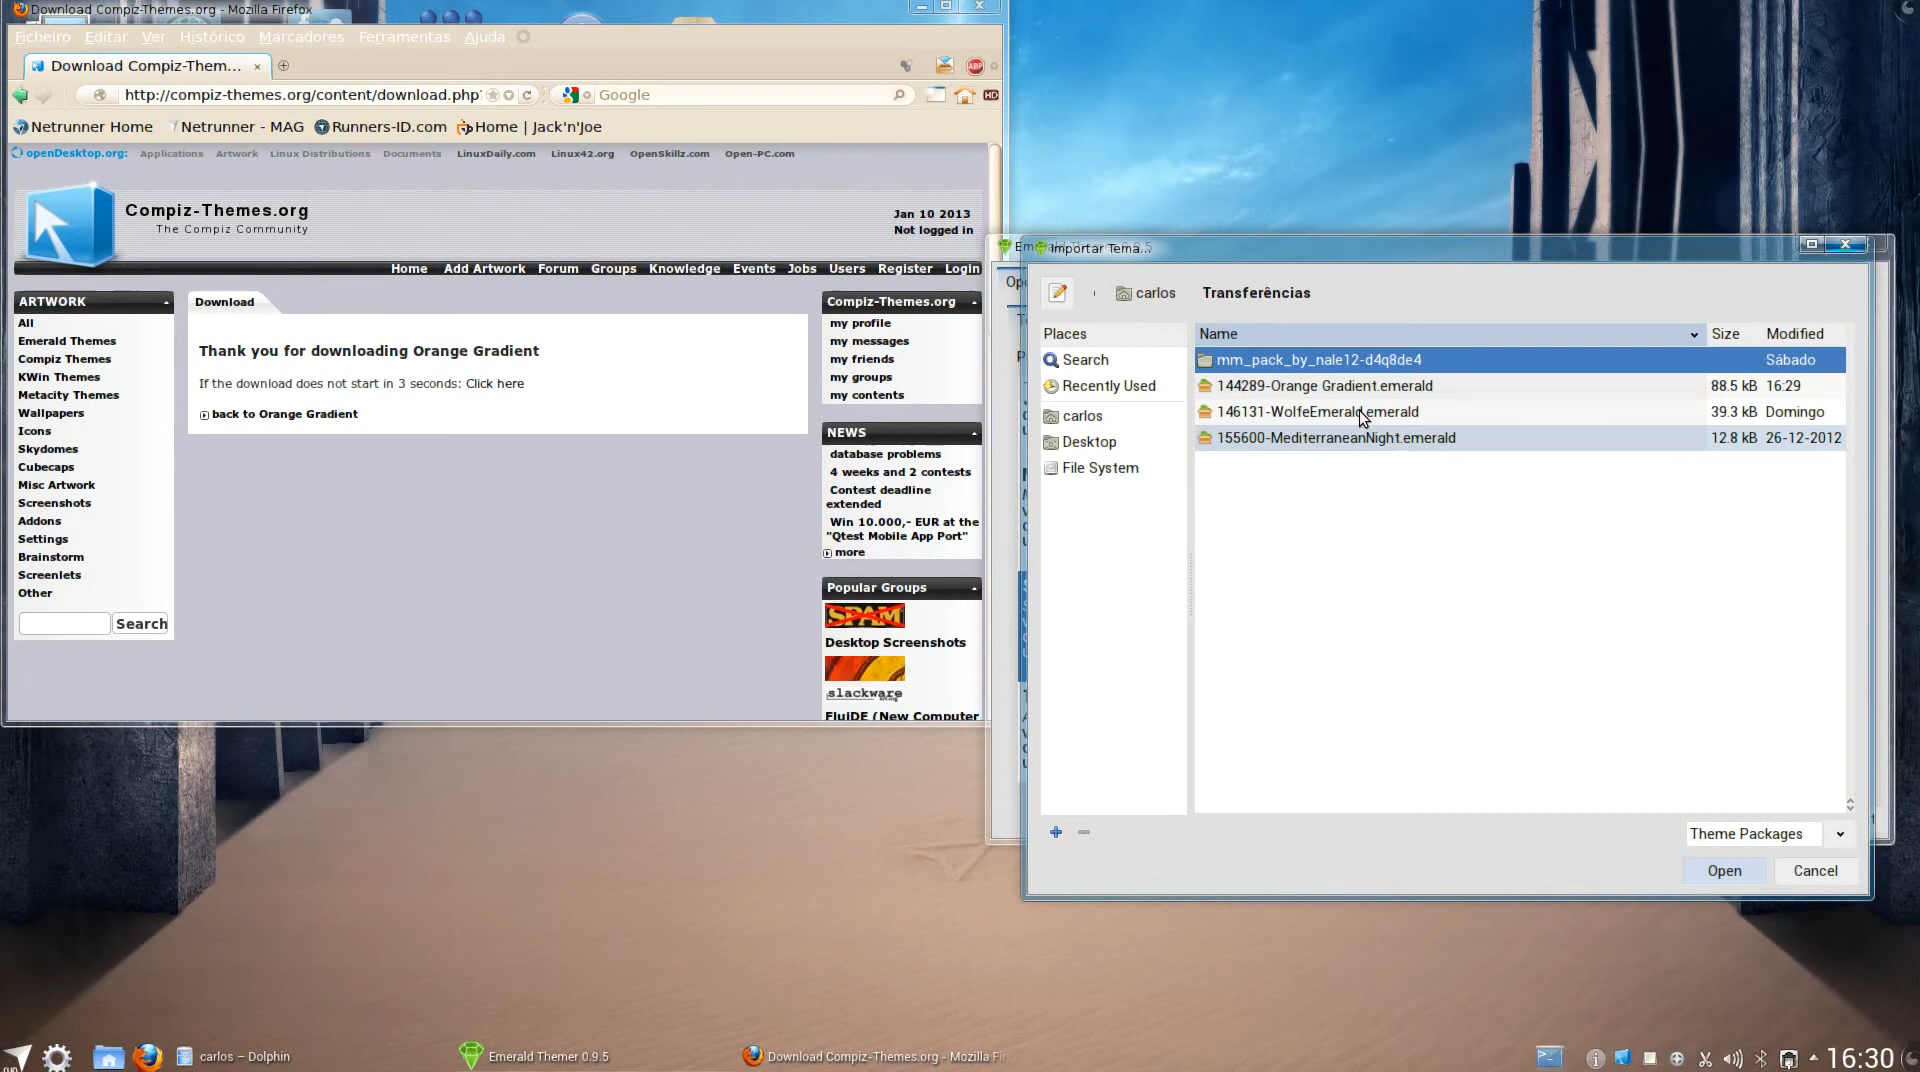 Download Compiz-Themes.org - Mozilla Firefox
Ficheiro Editar Ver Histórico Marcadores Ferramentas Ajuda
Download Compiz-Them...
ABP
http://compiz-themes.org/content/download.php
Google
HD
Netrunner Home Netrunner - MAG Runners-ID.com Home | Jack'n'Joe
openDesktop.org: Applications Artwork Linux Distributions Documents LinuxDaily.com Linux42.org OpenSkillz.com Open-PC.com
Compiz-Themes.org
The Compiz Community
Jan 10 2013
Not logged in
Home Add Artwork Forum Groups Knowledge Events Jobs Users Register Login
ARTWORK
All
Emerald Themes
Compiz Themes
KWin Themes
Metacity Themes
Wallpapers
Icons
Skydomes
Cubecaps
Misc Artwork
Screenshots
Addons
Settings
Brainstorm
Screenlets
Other
Search
Download
Thank you for downloading Orange Gradient
If the download does not start in 3 seconds: Click here
back to Orange Gradient
Compiz-Themes.org
my profile
my messages
my friends
my groups
my contents
NEWS
database problems
4 weeks and 2 contests
Contest deadline
extended
Win 10.000,- EUR at the
"Qtest Mobile App Port"
more
Popular Groups
SPAM
Desktop Screenshots
slackware
FluiDE (New Computer
Importar Tema...
carlos Transferências
Places
Search
Recently Used
carlos
Desktop
File System
Name Size Modified
mm_pack_by_nale12-d4q8de4 Sábado
144289-Orange Gradient.emerald 88.5 kB 16:29
146131-WolfeEmerald.emerald 39.3 kB Domingo
155600-MediterraneanNight.emerald 12.8 kB 26-12-2012
Theme Packages
Open Cancel
carlos – Dolphin
Emerald Themer 0.9.5
Download Compiz-Themes.org - Mozilla Fir
16:30